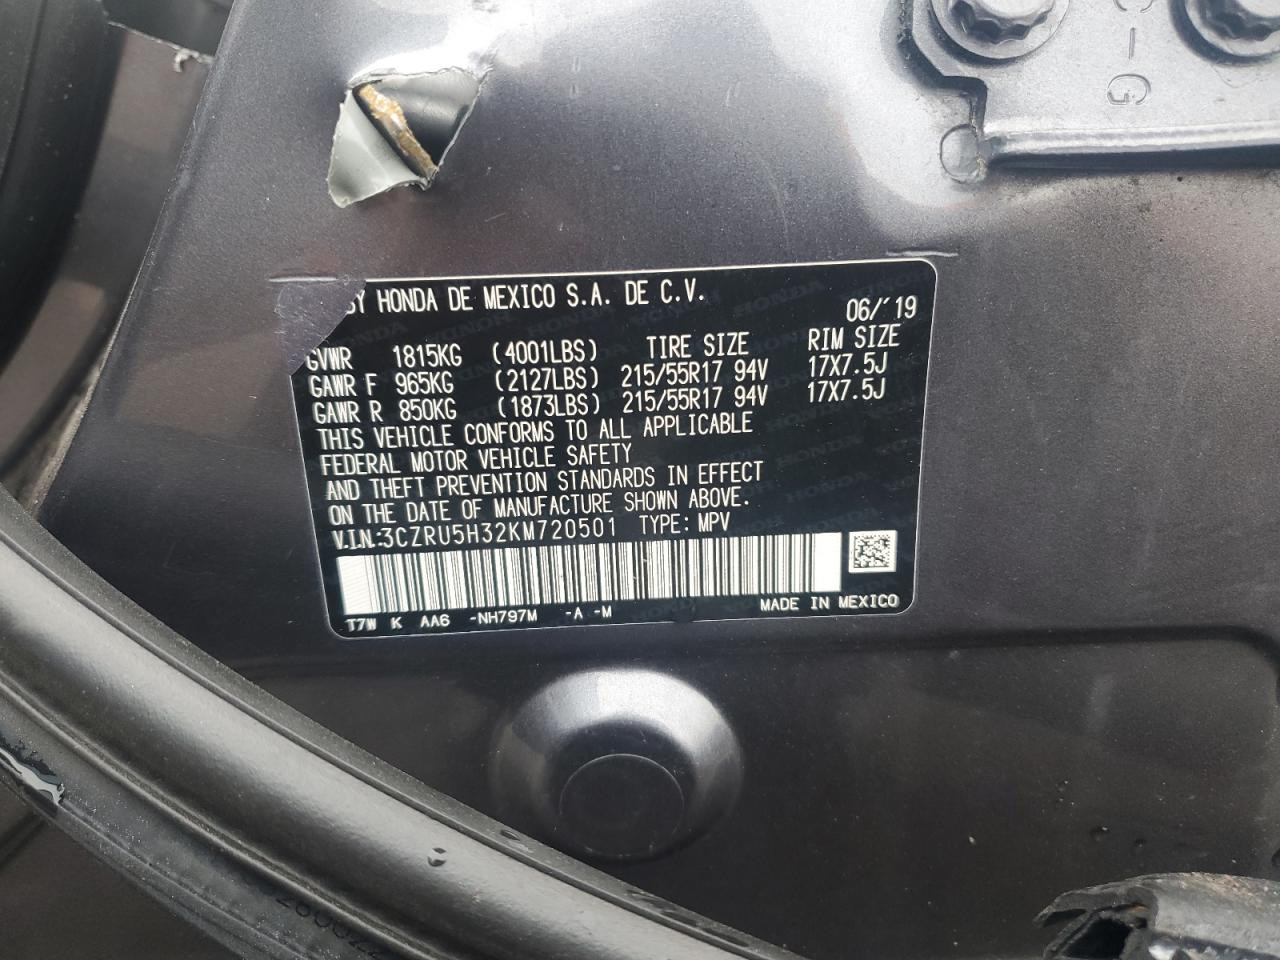 C-G
BY HONDA DE MEXICO S.A. DE C.V.
06/'19
GVWR 1815KG (4001LBS) TIRE SIZE RIM SIZE
GAWR F 965KG (2127LBS) 215/55R17 94V 17X7.5J
GAWR R 850KG (1873LBS) 215/55R17 94V 17X7.5J
THIS VEHICLE CONFORMS TO ALL APPLICABLE
FEDERAL MOTOR VEHICLE SAFETY
AND THEFT PREVENTION STANDARDS IN EFFECT
ON THE DATE OF MANUFACTURE SHOWN ABOVE.
V.I.N.:3CZRU5H32KM720501 TYPE: MPV
T7W K AA6 -NH797M -A -M MADE IN MEXICO